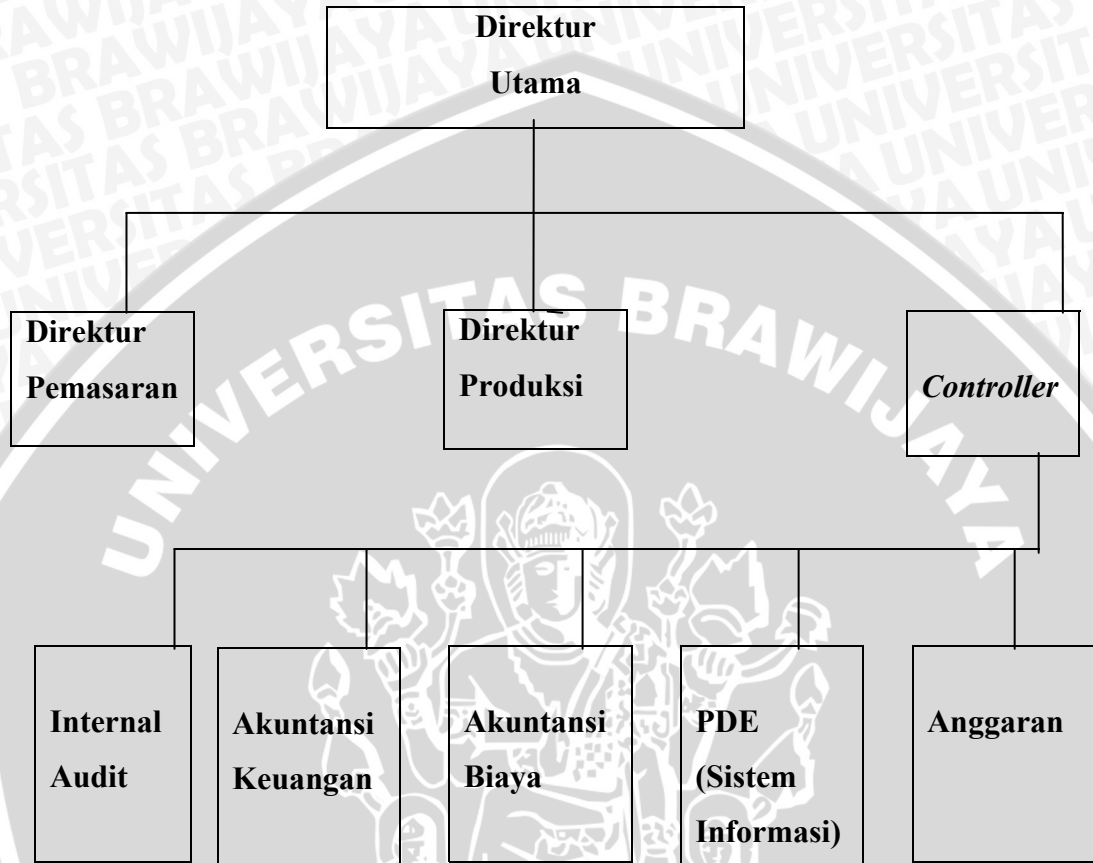 Direktur
Utama
Direktur
Pemasaran
Direktur
Produksi
Controller
Internal
Audit
Akuntansi
Keuangan
Akuntansi
Biaya
PDE
(Sistem
Informasi)
Anggaran
UNIVERSITAS BRAWIJAYA